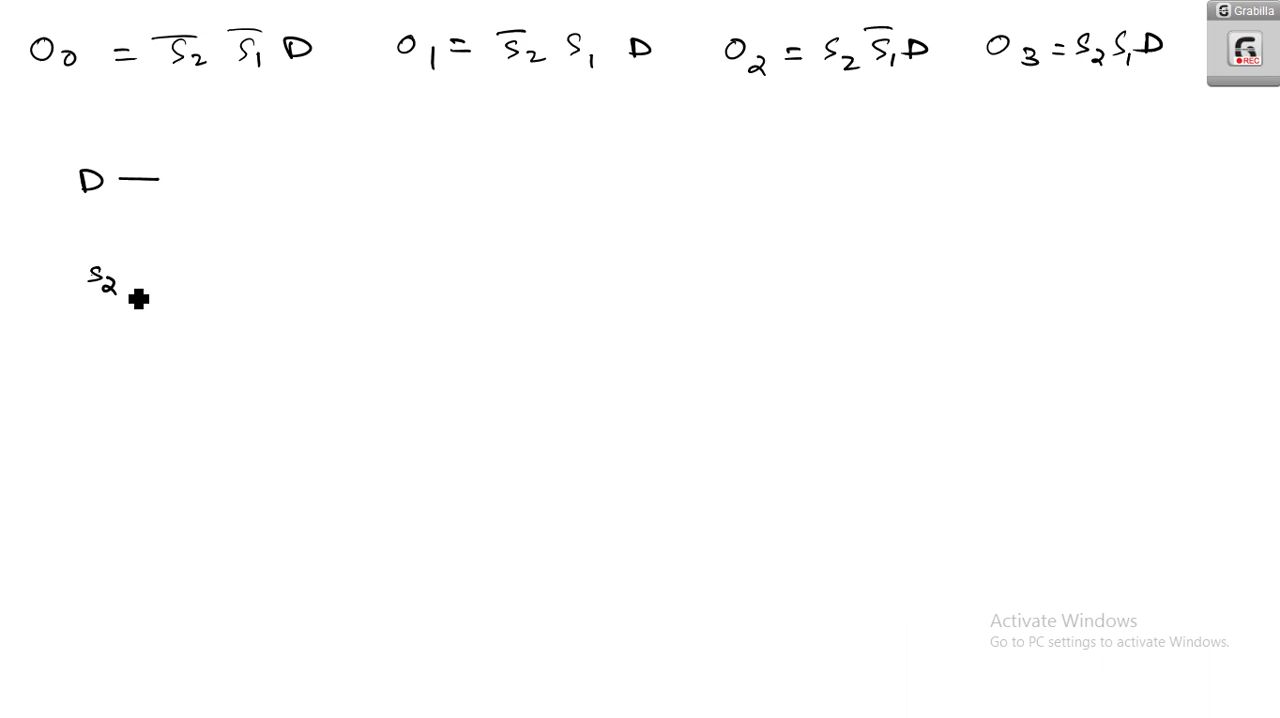 O₀ = S̅₂ S̅₁ D O₁ = S̅₂ S₁ D O₂ = S₂ S̅₁ D O₃ = S₂ S₁ D
Grabilla
REC
D —
S₂
Activate Windows
Go to PC settings to activate Windows.